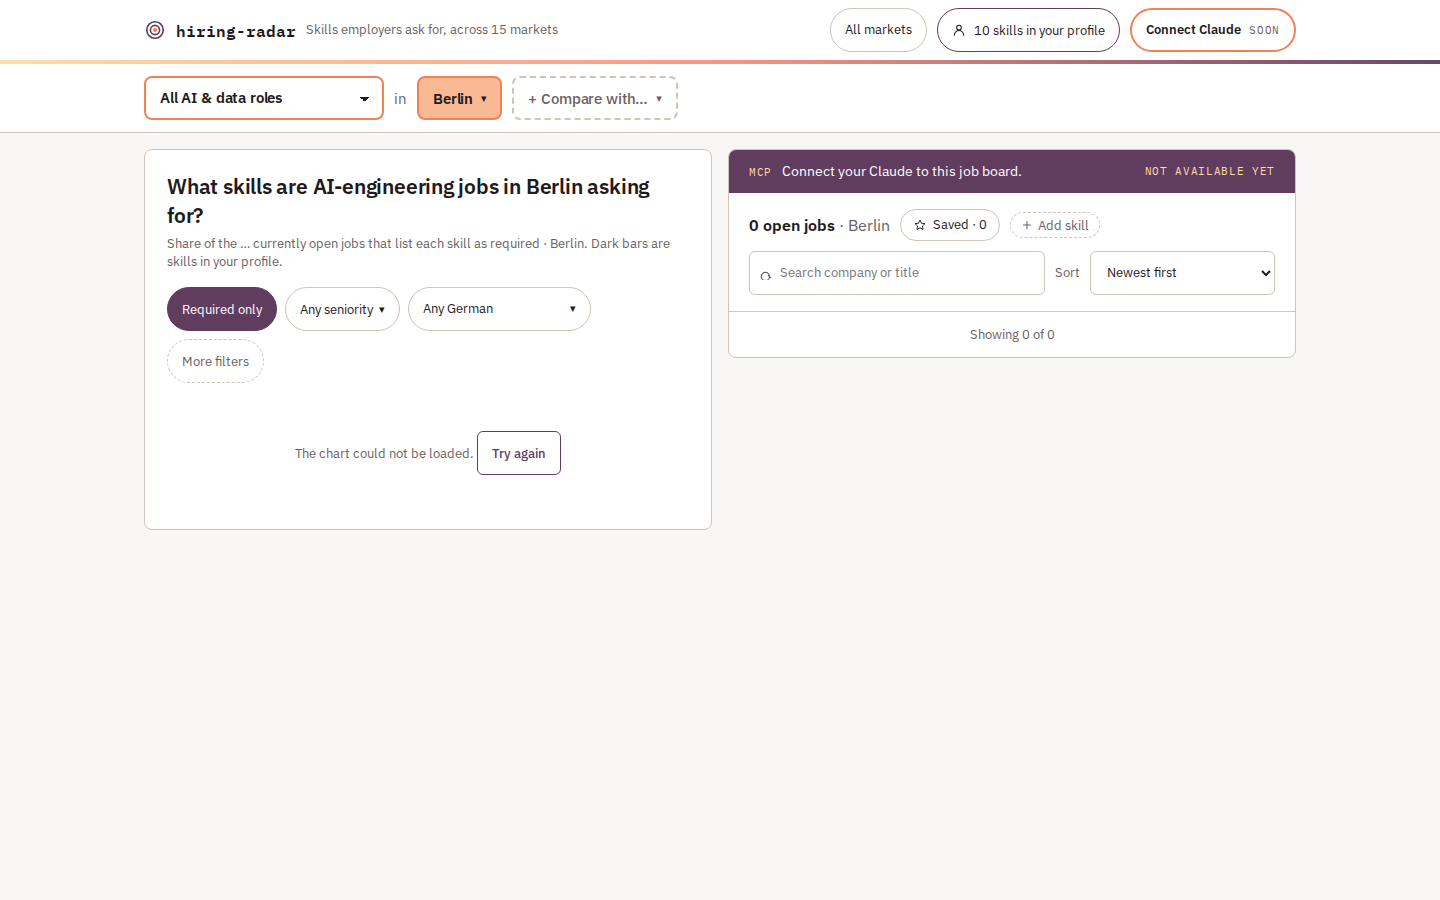 hiring-radar Skills employers ask for, across 15 markets All markets 10 skills in your profile Connect Claude SOON
All AI & data roles in Berlin ▾ + Compare with... ▾
What skills are AI-engineering jobs in Berlin asking
for?
Share of the ... currently open jobs that list each skill as required · Berlin. Dark bars are
skills in your profile.
Required only Any seniority ▾ Any German ▾
More filters
The chart could not be loaded. Try again
MCP Connect your Claude to this job board. NOT AVAILABLE YET
0 open jobs · Berlin Saved · 0 + Add skill
Search company or title Sort Newest first
Showing 0 of 0